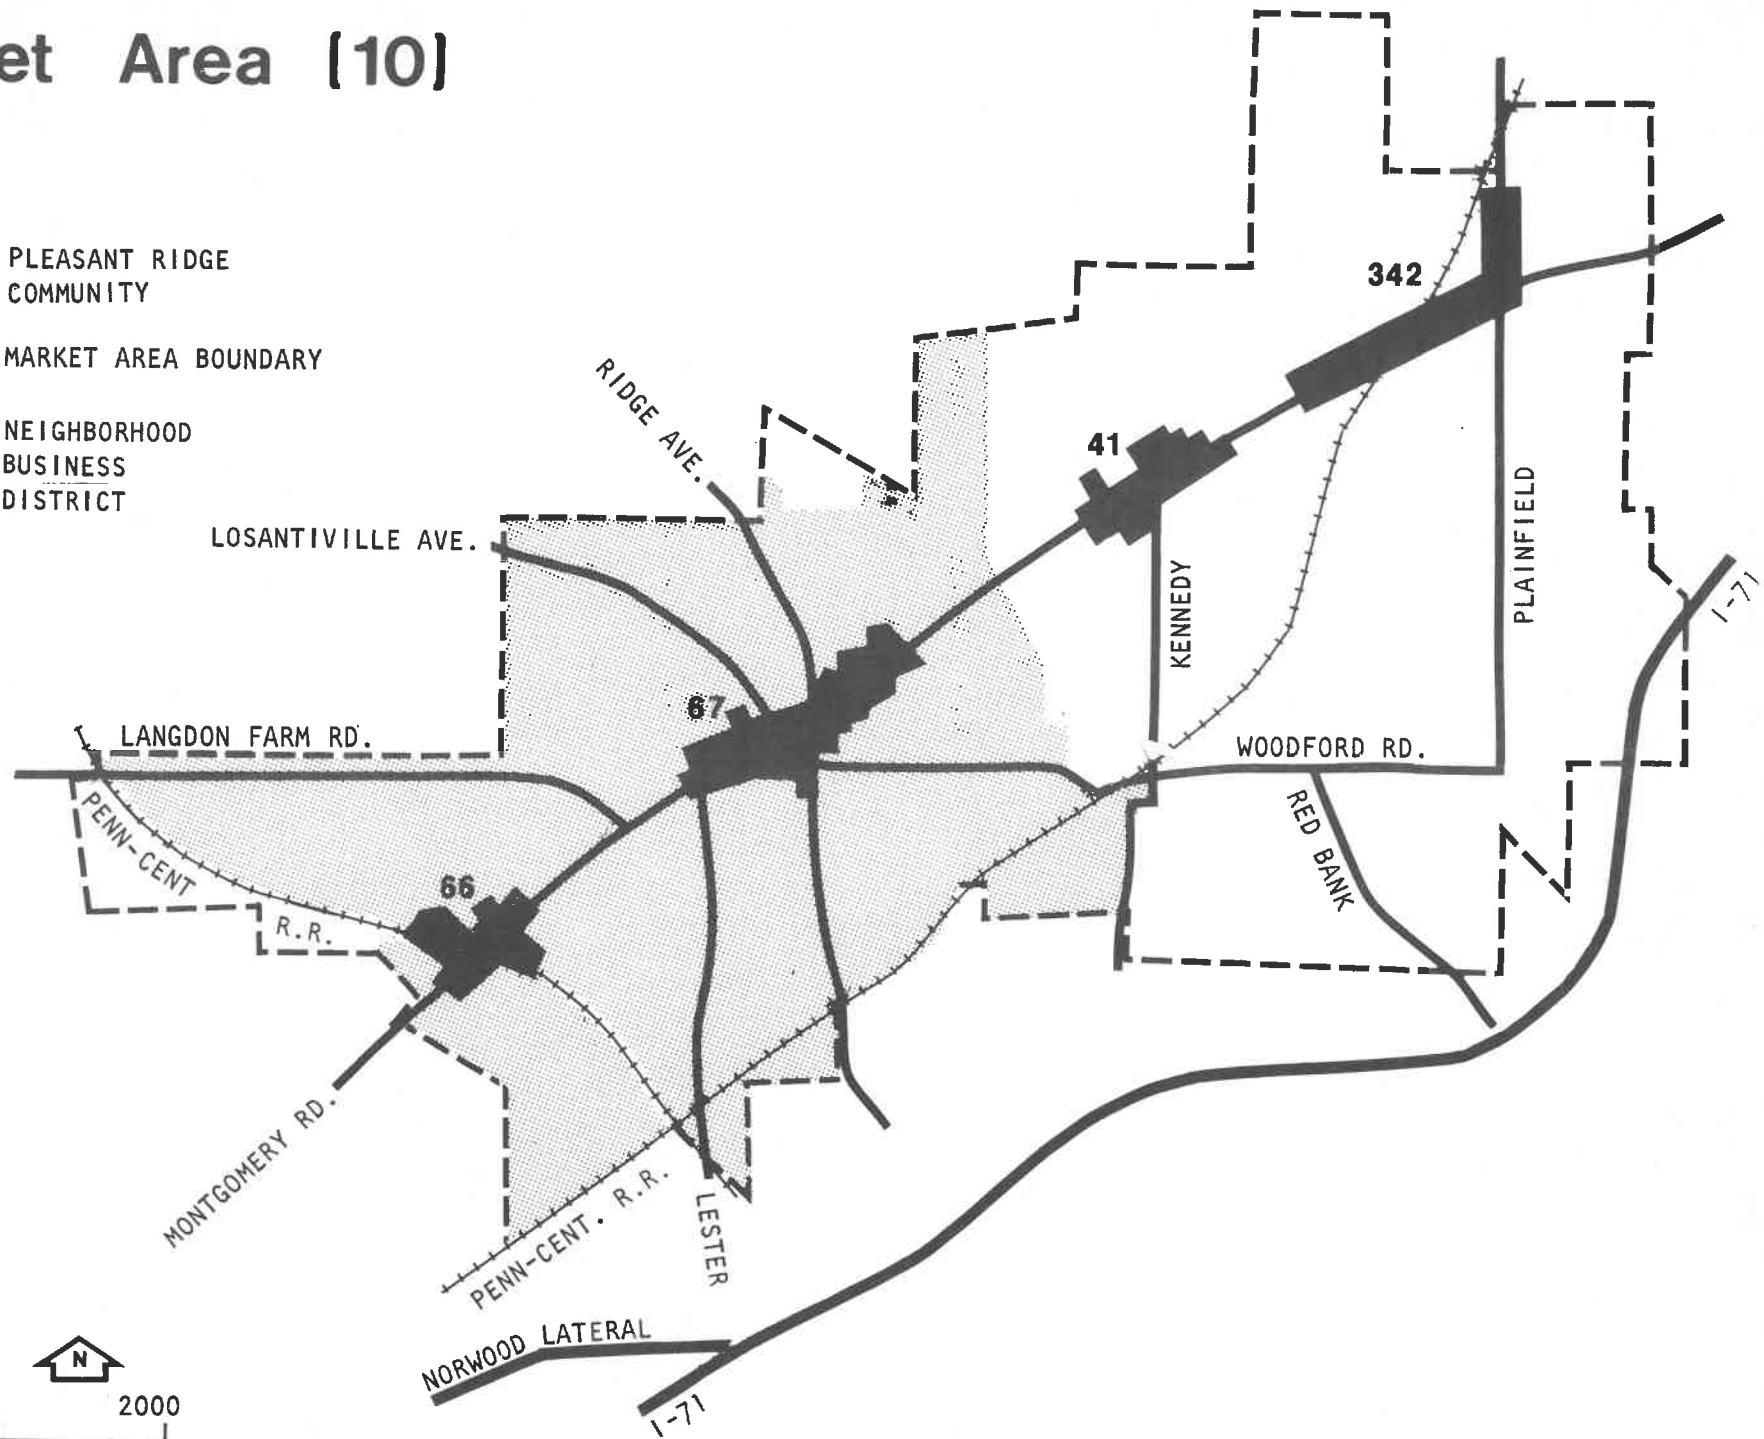 et Area [10]
PLEASANT RIDGE
COMMUNITY
MARKET AREA BOUNDARY
NEIGHBORHOOD
BUSINESS
DISTRICT
342
RIDGE AVE.
41
LOSANTIVILLE AVE.
PLAINFIELD
KENNEDY
I-71
67
LANGDON FARM RD.
WOODFORD RD.
PENN-CENT
R.R.
RED BANK
66
MONTGOMERY RD.
PENN-CENT. R.R.
LESTER
NORWOOD LATERAL
N
2000
I-71